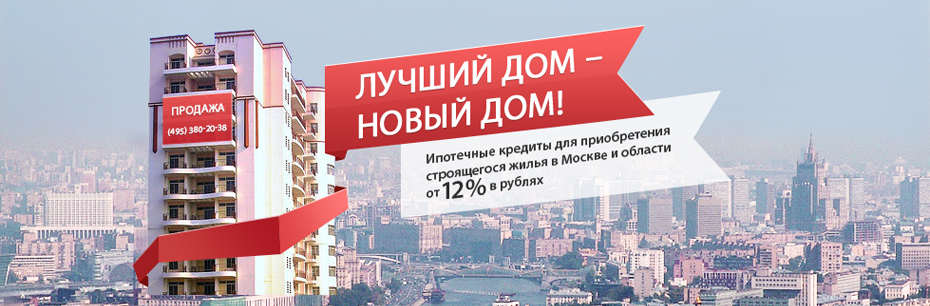 ЛУЧШИЙ ДОМ –
НОВЫЙ ДОМ!
ПРОДАЖА
(495) 380-20-38
Ипотечные кредиты для приобретения
строящегося жилья в Москве и области
от 12% в рублях